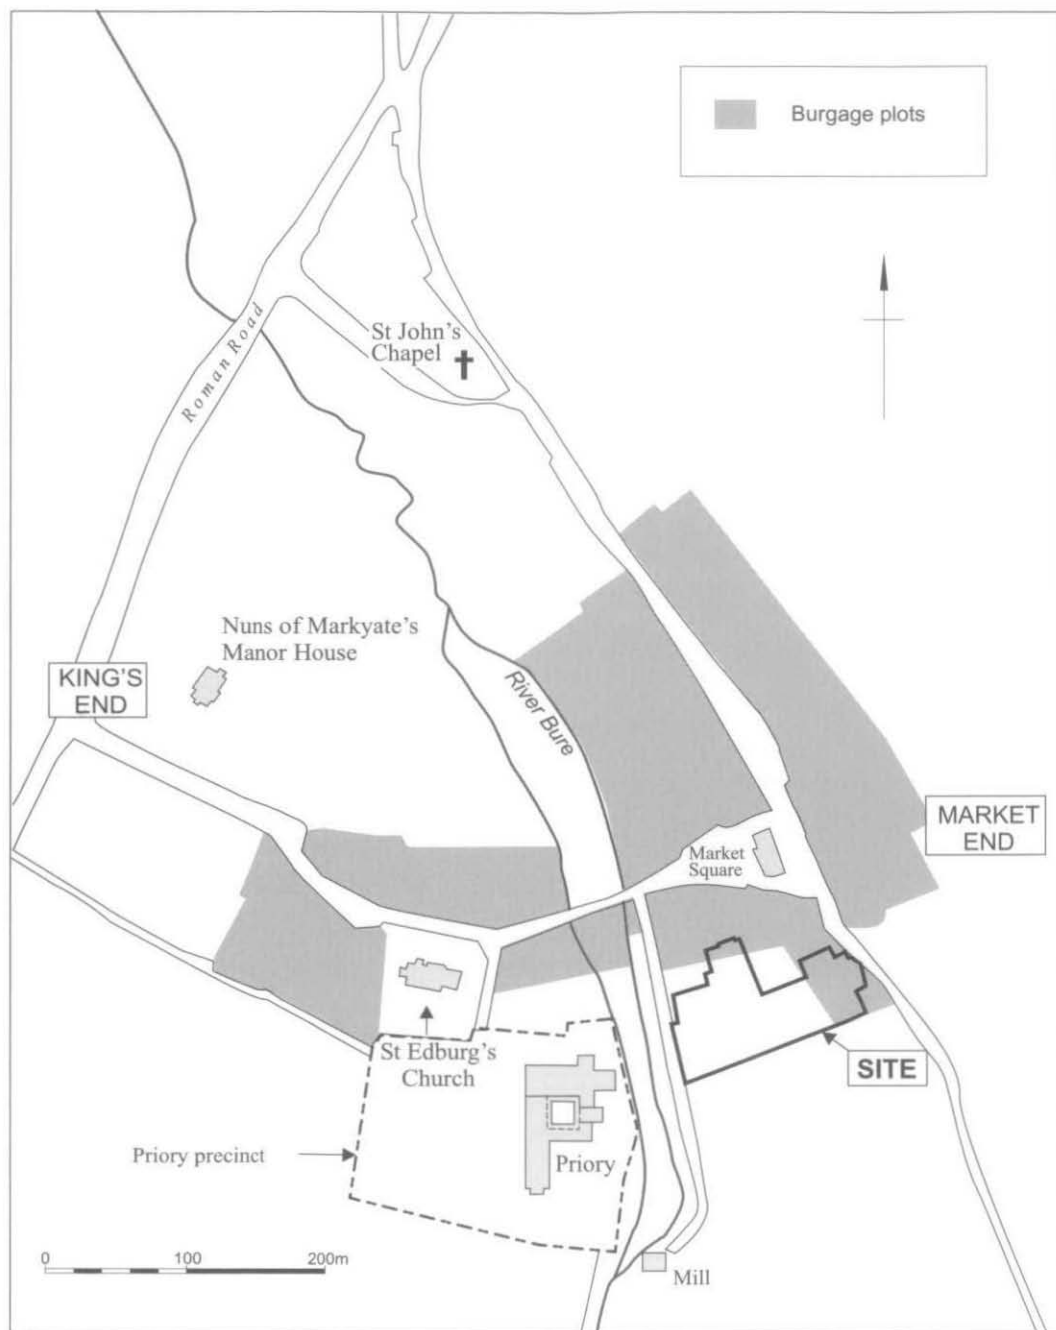 Burgage plots
St John's
Chapel
Roman Road
Nuns of Markyate's
Manor House
KING'S
END
River Bure
MARKET
END
Market
Square
SITE
St Edburg's
Church
Priory precinct
Priory
0 100 200m
Mill